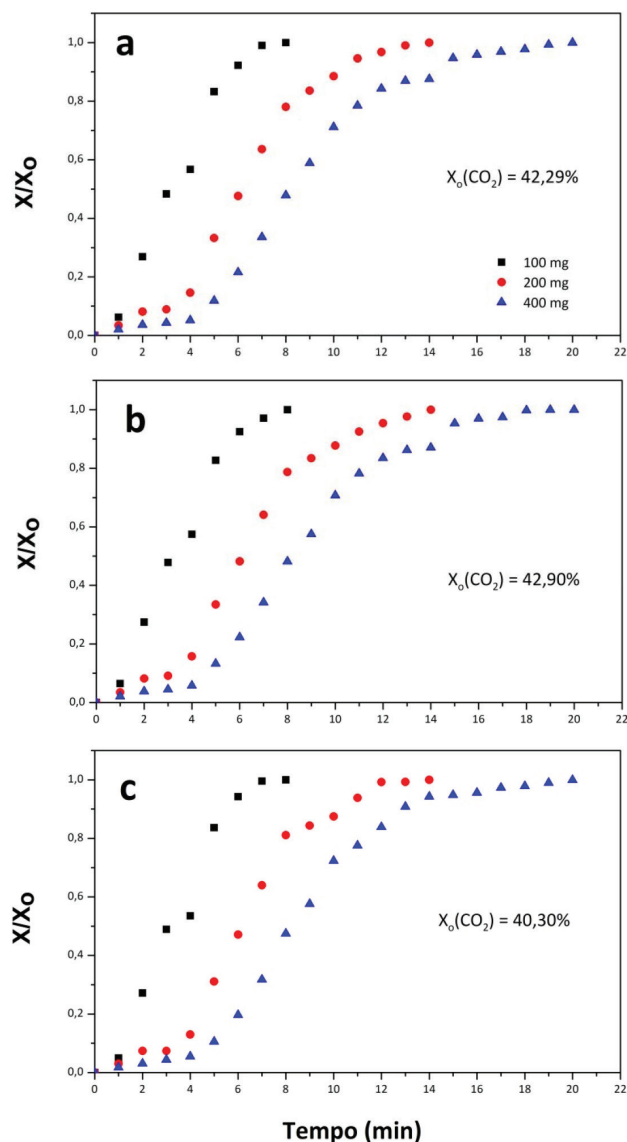 a
1,0
0,8
0,6
0,4
0,2
0,0
X/Xo
Xo(CO2) = 42,29%
100 mg
200 mg
400 mg
0 2 4 6 8 10 12 14 16 18 20 22
b
1,0
0,8
0,6
0,4
0,2
0,0
X/Xo
Xo(CO2) = 42,90%
0 2 4 6 8 10 12 14 16 18 20 22
c
1,0
0,8
0,6
0,4
0,2
0,0
X/Xo
Xo(CO2) = 40,30%
0 2 4 6 8 10 12 14 16 18 20 22
Tempo (min)